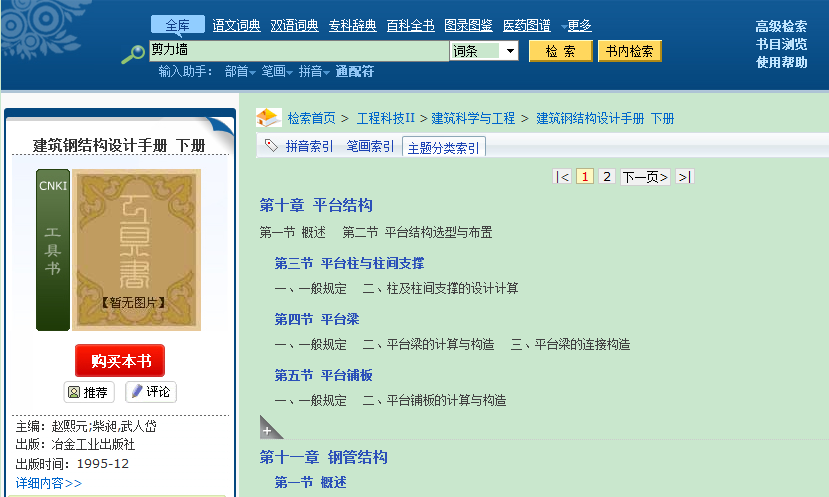 全库 语文词典 双语词典 专科辞典 百科全书 图录图鉴 医药图谱 更多
剪力墙 词条 检 索 书内检索
输入助手： 部首 笔画 拼音 通配符
高级检索
书目浏览
使用帮助
建筑钢结构设计手册 下册
CNKI
工具书
工具書
【暂无图片】
购买本书
推荐 评论
主编：赵熙元;柴昶,武人岱
出版：冶金工业出版社
出版时间：1995-12
详细内容>>
检索首页 > 工程科技II > 建筑科学与工程 > 建筑钢结构设计手册 下册
拼音索引 笔画索引 主题分类索引
|< 1 2 下一页> >|
第十章 平台结构
第一节 概述 第二节 平台结构选型与布置
第三节 平台柱与柱间支撑
一、一般规定 二、柱及柱间支撑的设计计算
第四节 平台梁
一、一般规定 二、平台梁的计算与构造 三、平台梁的连接构造
第五节 平台铺板
一、一般规定 二、平台铺板的计算与构造
第十一章 钢管结构
第一节 概述